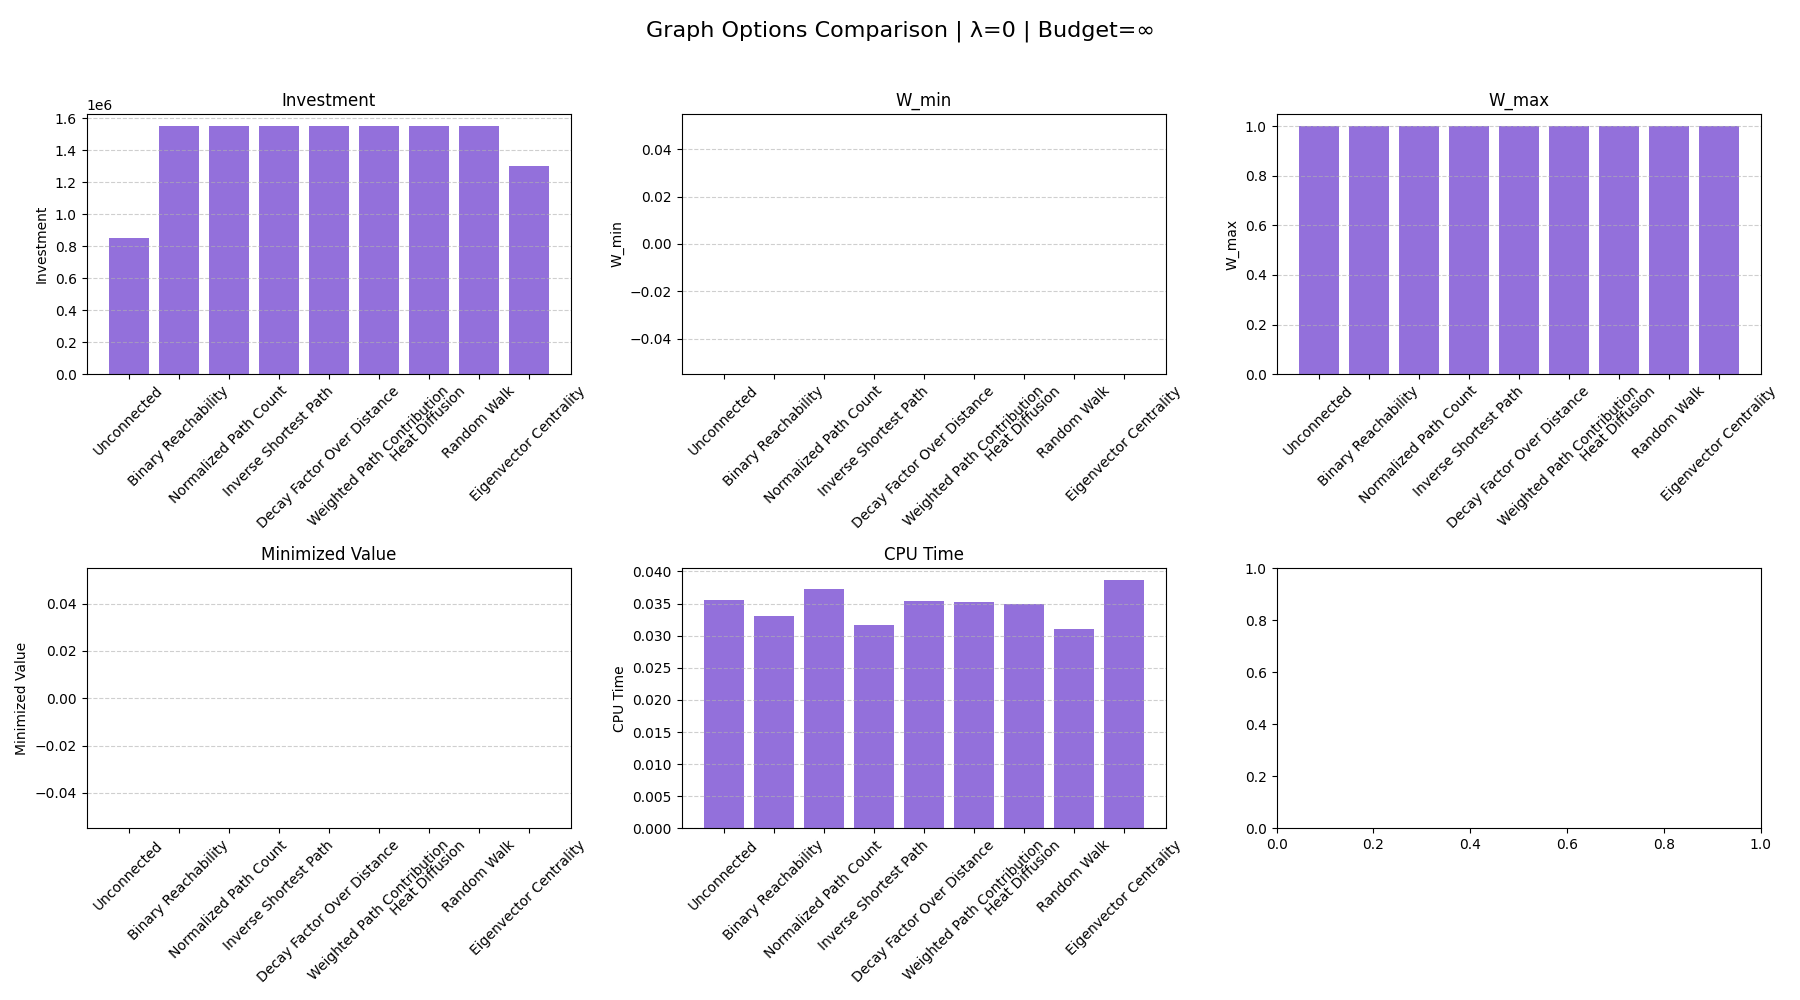 Graph Options Comparison | λ=0 | Budget=∞
Investment
1e6
Investment
1.6
1.4
1.2
1.0
0.8
0.6
0.4
0.2
0.0
Unconnected
Binary Reachability
Normalized Path Count
Inverse Shortest Path
Decay Factor Over Distance
Weighted Path Contribution
Heat Diffusion
Random Walk
Eigenvector Centrality
W_min
W_min
0.04
0.02
0.00
−0.02
−0.04
Unconnected
Binary Reachability
Normalized Path Count
Inverse Shortest Path
Decay Factor Over Distance
Weighted Path Contribution
Heat Diffusion
Random Walk
Eigenvector Centrality
W_max
W_max
1.0
0.8
0.6
0.4
0.2
0.0
Unconnected
Binary Reachability
Normalized Path Count
Inverse Shortest Path
Decay Factor Over Distance
Weighted Path Contribution
Heat Diffusion
Random Walk
Eigenvector Centrality
Minimized Value
Minimized Value
0.04
0.02
0.00
−0.02
−0.04
Unconnected
Binary Reachability
Normalized Path Count
Inverse Shortest Path
Decay Factor Over Distance
Weighted Path Contribution
Heat Diffusion
Random Walk
Eigenvector Centrality
CPU Time
CPU Time
0.040
0.035
0.030
0.025
0.020
0.015
0.010
0.005
0.000
Unconnected
Binary Reachability
Normalized Path Count
Inverse Shortest Path
Decay Factor Over Distance
Weighted Path Contribution
Heat Diffusion
Random Walk
Eigenvector Centrality
1.0
0.8
0.6
0.4
0.2
0.0
0.0 0.2 0.4 0.6 0.8 1.0